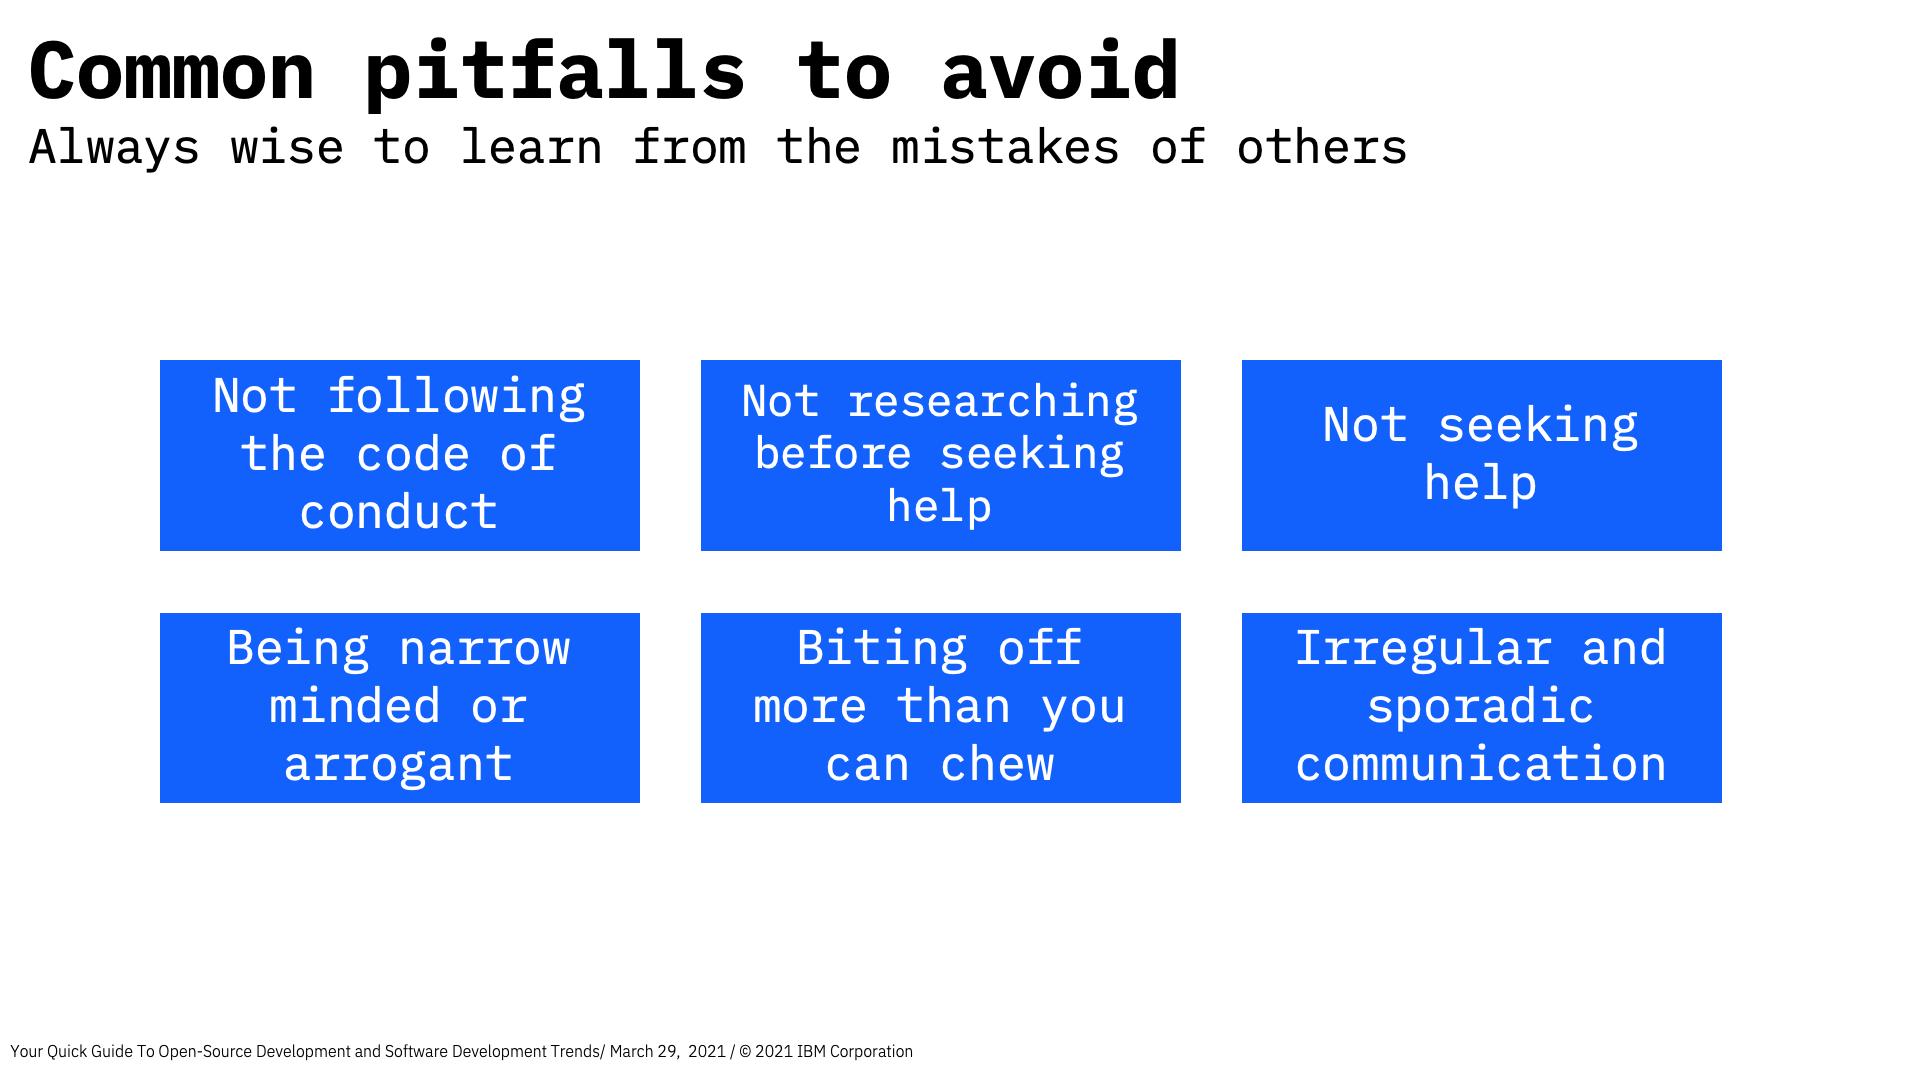 Common pitfalls to avoid
Always wise to learn from the mistakes of others
Not following
the code of
conduct
Not researching
before seeking
help
Not seeking
help
Being narrow
minded or
arrogant
Biting off
more than you
can chew
Irregular and
sporadic
communication
Your Quick Guide To Open-Source Development and Software Development Trends/ March 29,  2021 / © 2021 IBM Corporation